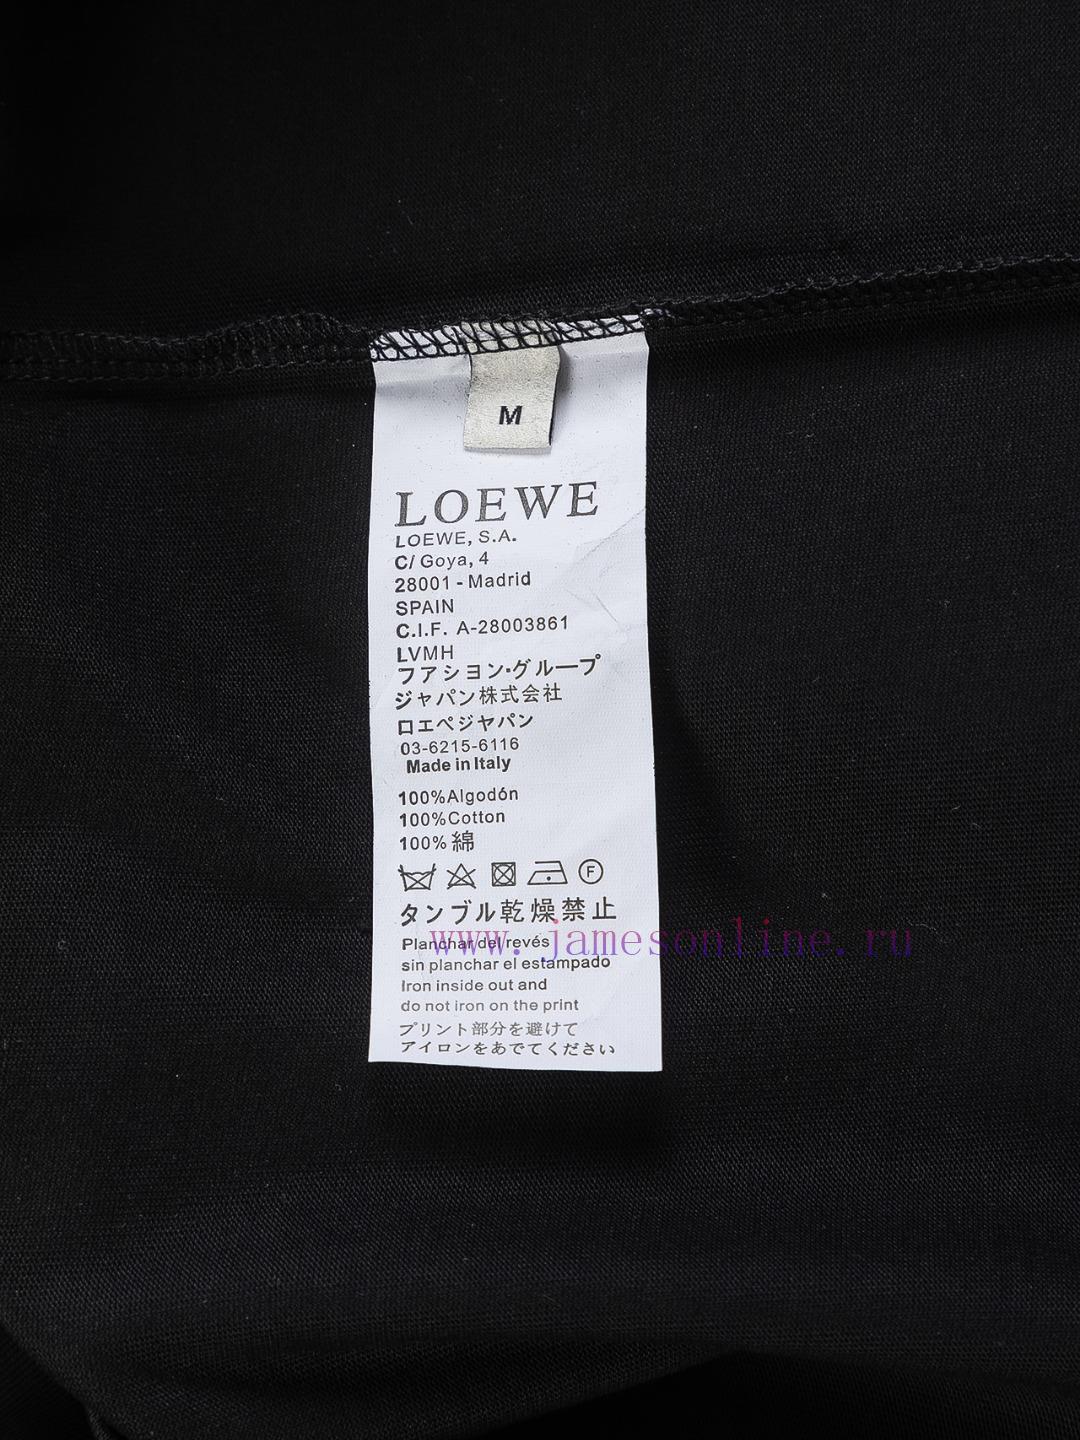 M
LOEWE
LOEWE, S.A.
C/ Goya, 4
28001 - Madrid
SPAIN
C.I.F. A-28003861
LVMH
フアション·グループ
ジャパン株式会社
ロエベジャパン
03-6215-6116
Made in Italy
100%Algodón
100%Cotton
100% 綿
F
タンブル乾燥禁止
www.jamesonline.ru
Planchar del revés
sin planchar el estampado
Iron inside out and
do not iron on the print
プリント部分を避けて
アイロンをあでてください